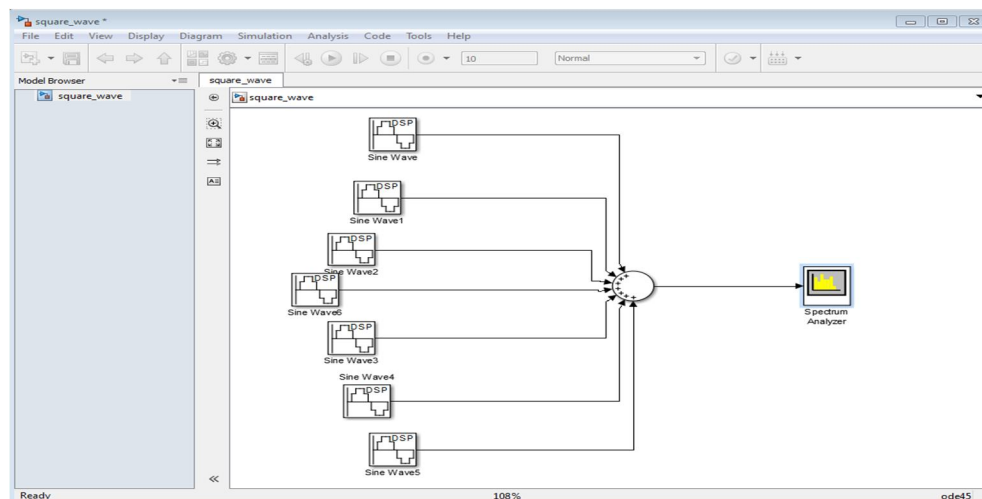 square_wave *
File Edit View Display Diagram Simulation Analysis Code Tools Help
10 Normal
Model Browser
square_wave
square_wave
square_wave
DSP
Sine Wave
DSP
Sine Wave1
DSP
Sine Wave2
DSP
Sine Wave6
DSP
Sine Wave3
Sine Wave4
DSP
DSP
Sine Wave5
Spectrum
Analyzer
Ready 108% ode45